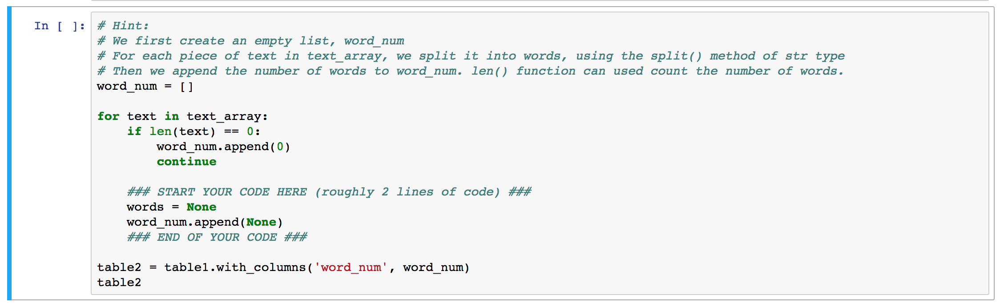 In [ ]:
# Hint:
# We first create an empty list, word_num
# For each piece of text in text_array, we split it into words, using the split() method of str type
# Then we append the number of words to word_num. len() function can used count the number of words.
word_num = []
for text in text_array:
    if len(text) == 0:
        word_num.append(0)
        continue
    ### START YOUR CODE HERE (roughly 2 lines of code) ###
    words = None
    word_num.append(None)
    ### END OF YOUR CODE ###
table2 = table1.with_columns('word_num', word_num)
table2